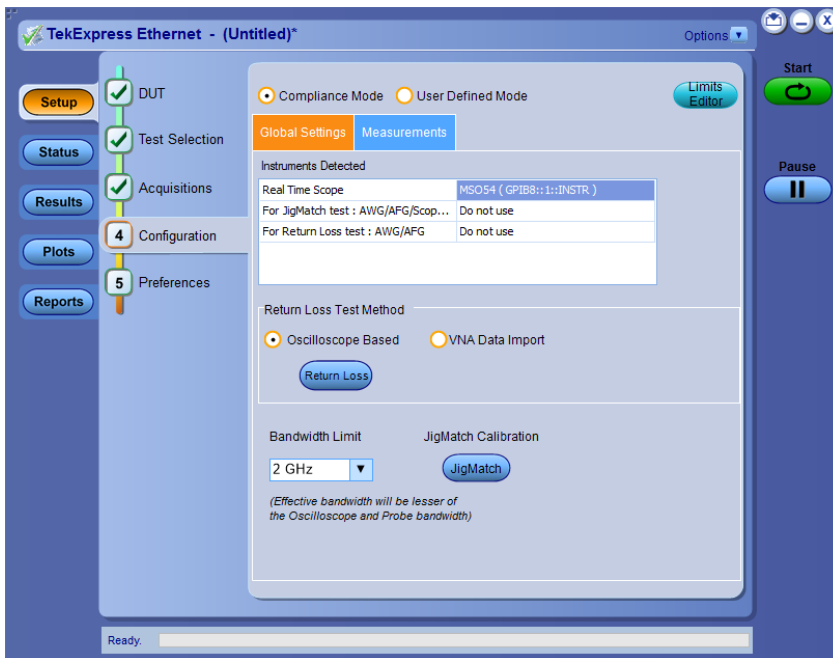 TekExpress Ethernet - (Untitled)*
Options
Start
Pause
Setup
Status
Results
Plots
Reports
DUT
Test Selection
Acquisitions
4 Configuration
5 Preferences
Compliance Mode User Defined Mode
Limits
Editor
Global Settings Measurements
Instruments Detected
Real Time Scope MSO54 ( GPIB8::1::INSTR )
For JigMatch test : AWG/AFG/Scop... Do not use
For Return Loss test : AWG/AFG Do not use
Return Loss Test Method
Oscilloscope Based VNA Data Import
Return Loss
Bandwidth Limit JigMatch Calibration
2 GHz JigMatch
(Effective bandwidth will be lesser of
the Oscilloscope and Probe bandwidth)
Ready.